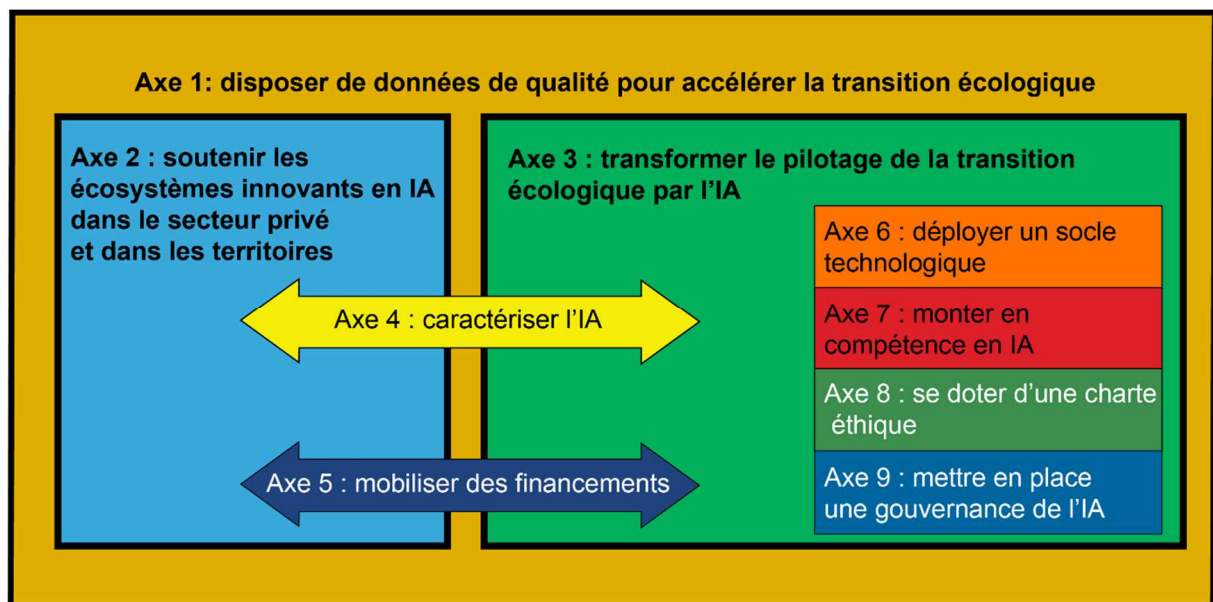 Axe 1: disposer de données de qualité pour accélérer la transition écologique
Axe 2 : soutenir les
écosystèmes innovants en IA
dans le secteur privé
et dans les territoires
Axe 3 : transformer le pilotage de la transition
écologique par l’IA
Axe 4 : caractériser l’IA
Axe 5 : mobiliser des financements
Axe 6 : déployer un socle
technologique
Axe 7 : monter en
compétence en IA
Axe 8 : se doter d’une charte
éthique
Axe 9 : mettre en place
une gouvernance de l’IA